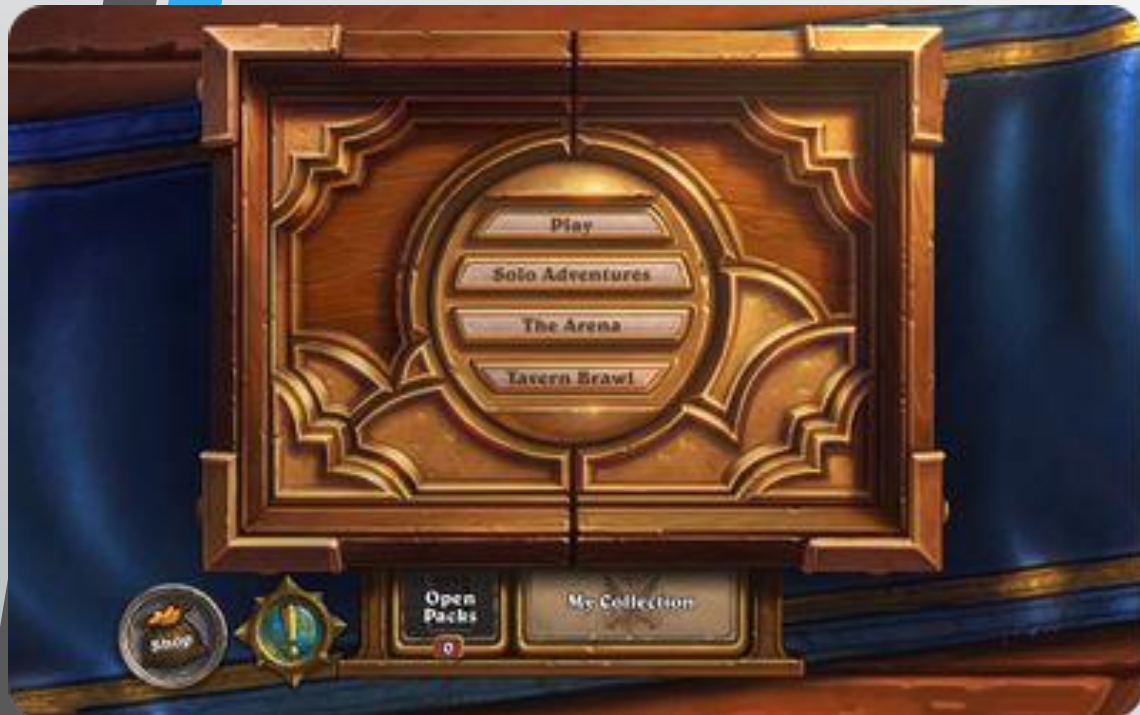 Play
Solo Adventures
The Arena
Tavern Brawl
Open
Packs
0
My Collection
Shop